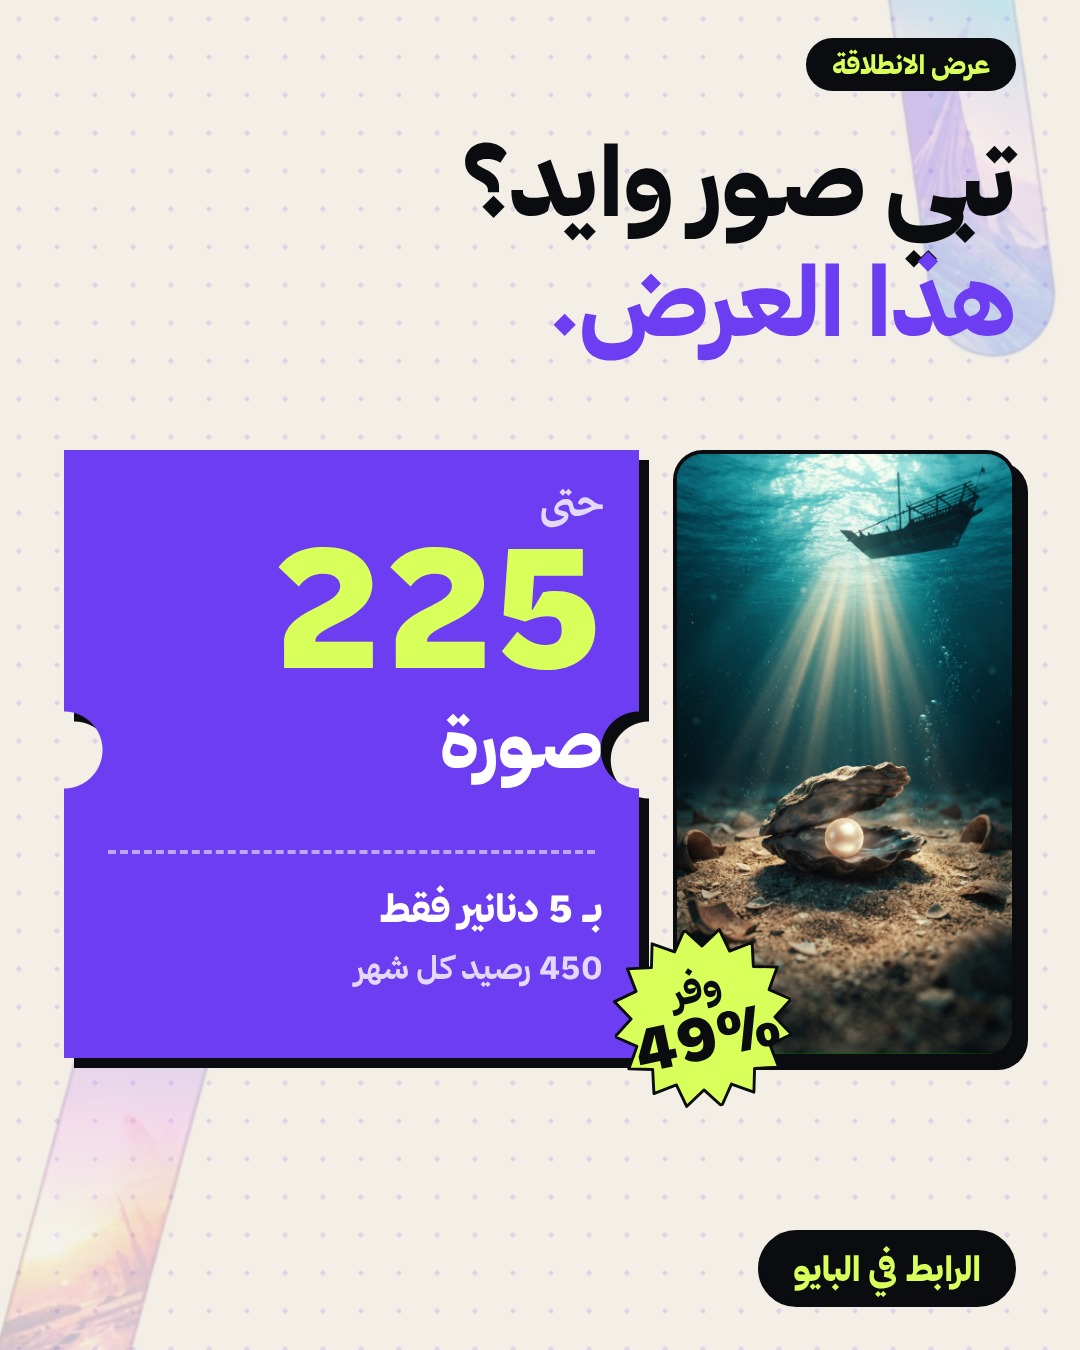 عرض الانطلاقة
تبي صور وايد؟
هذا العرض.
حتى
225
صورة
بـ 5 دنانير فقط
450 رصيد كل شهر
وفر
49%
الرابط في البايو